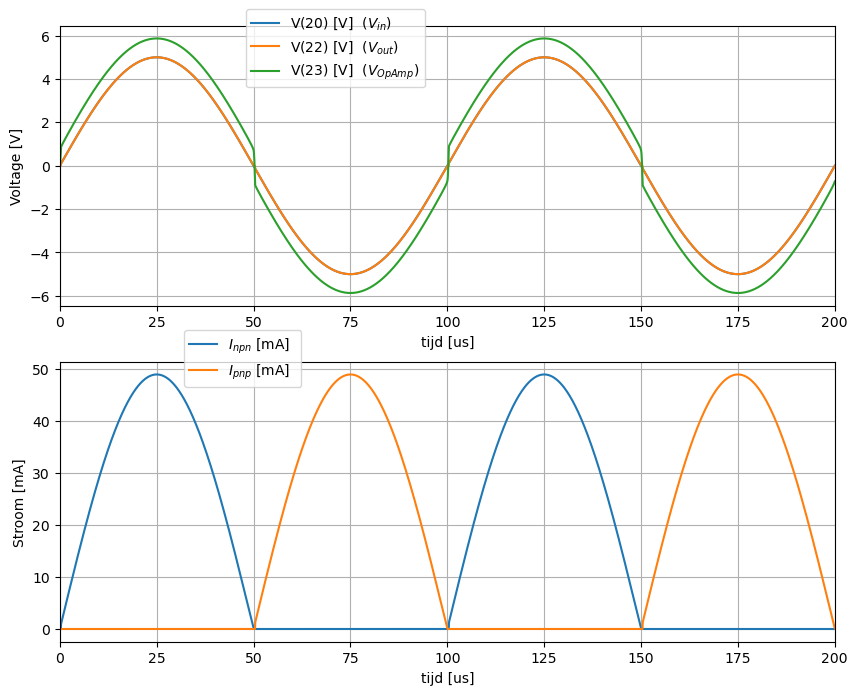 V(20) [V] (V_in)
V(22) [V] (V_out)
V(23) [V] (V_OpAmp)
6
4
2
0
−2
−4
−6
Voltage [V]
0 25 50 75 100 125 150 175 200
tijd [us]
I_npn [mA]
I_pnp [mA]
50
40
30
20
10
0
Stroom [mA]
0 25 50 75 100 125 150 175 200
tijd [us]